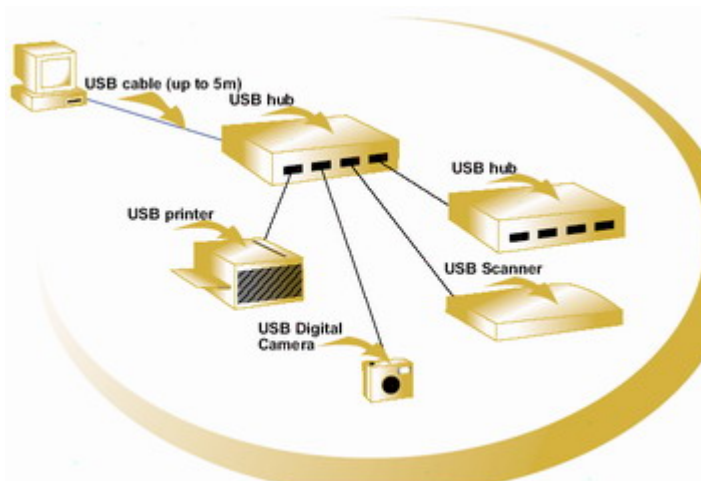 USB cable (up to 5m)
USB hub
USB hub
USB printer
USB Scanner
USB Digital
Camera